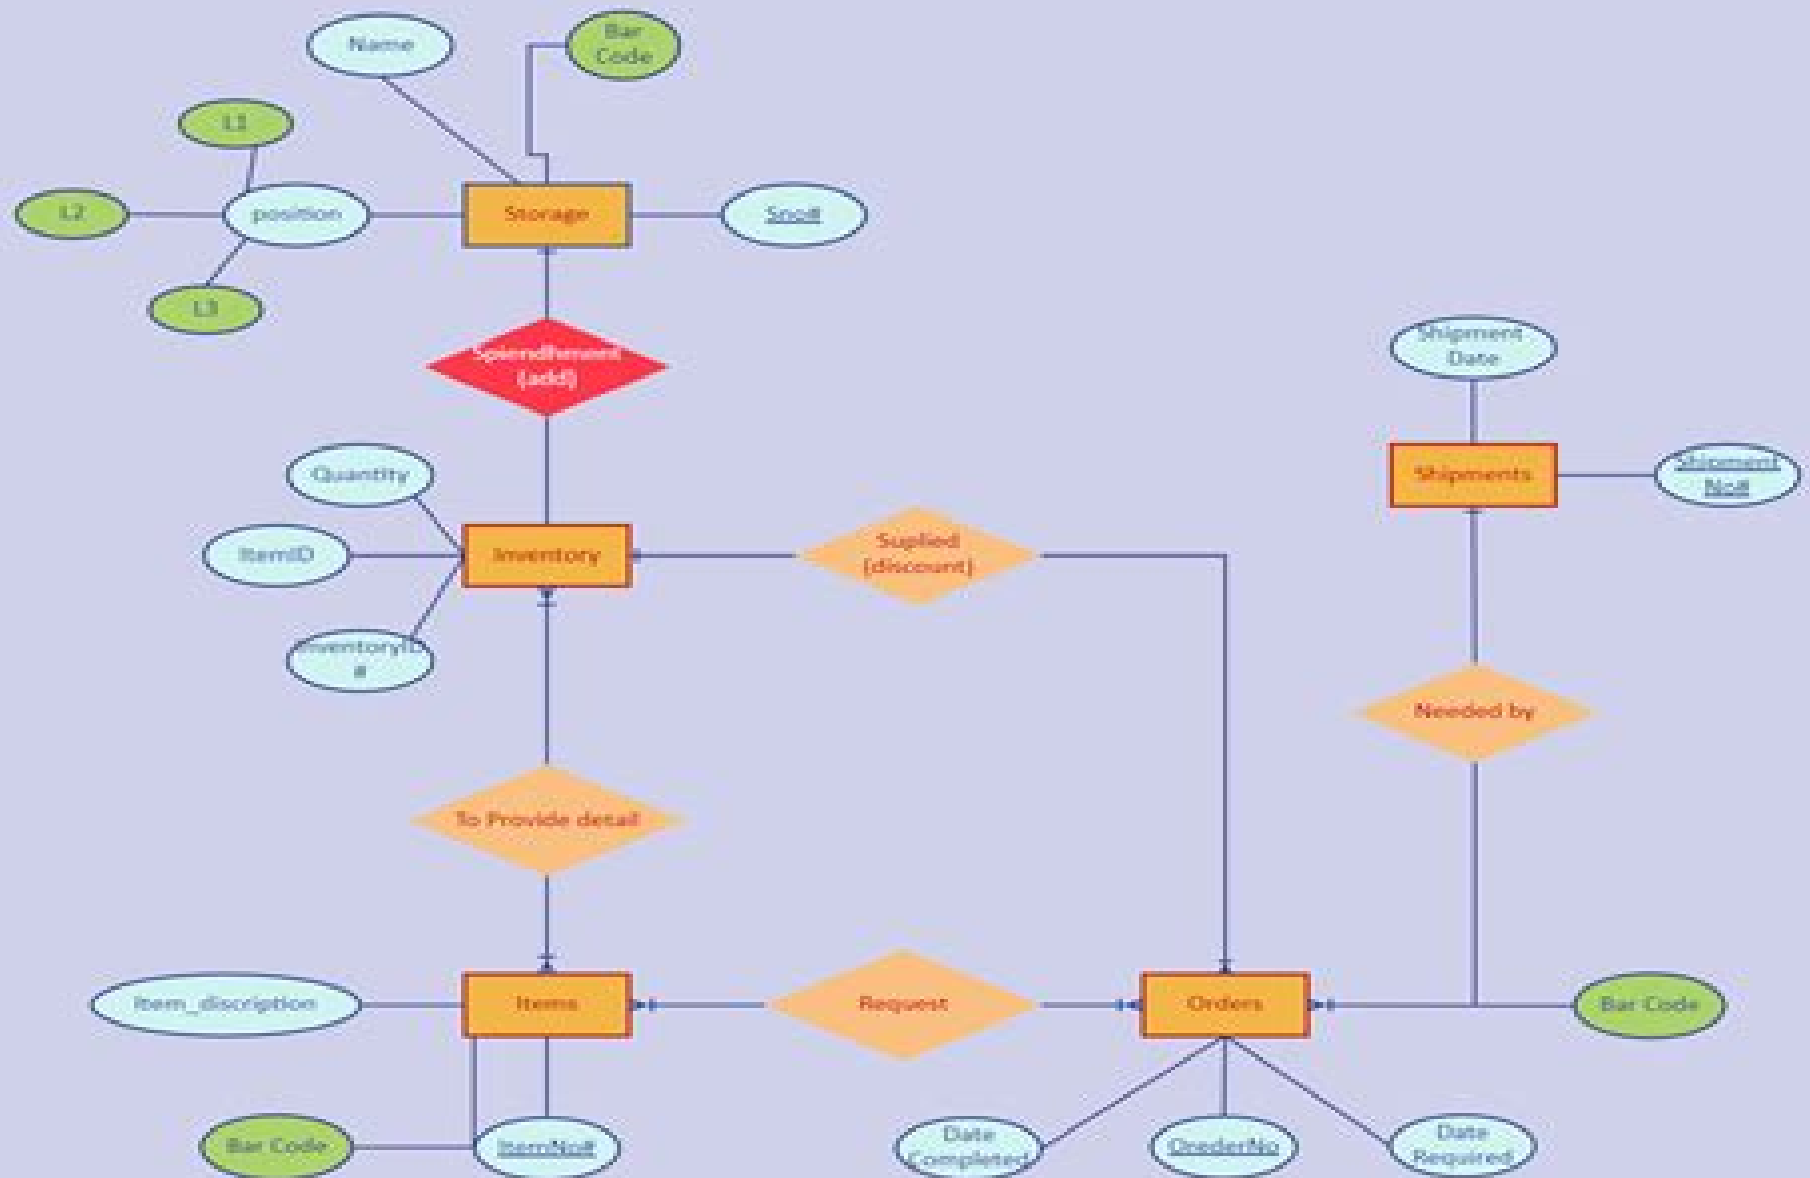 Name
Bar
Code
L1
L2
position
Storage
Sno#
L3
(add)
Shipment
Date
Quantity
Shipments
Shipment
No#
ItemID
Inventory
Suplied
(discount)
InventoryID
#
Needed by
To Provide detail
Item_discription
Items
Request
Orders
Bar Code
Bar Code
ItemNo#
Date
Completed
OrederNo
Date
Required